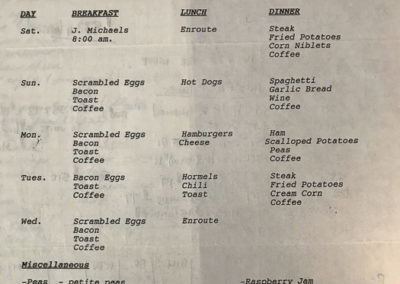 DAY BREAKFAST LUNCH DINNER
Sat. J. Michaels Enroute Steak
8:00 am. Fried Potatoes
Corn Niblets
Coffee
Sun. Scrambled Eggs Hot Dogs Spaghetti
Bacon Garlic Bread
Toast Wine
Coffee Coffee
Mon. Scrambled Eggs Hamburgers Ham
Bacon Cheese Scalloped Potatoes
Toast Peas
Coffee Coffee
Tues. Bacon Eggs Hormels Steak
Toast Chili Fried Potatoes
Coffee Toast Cream Corn
Coffee
Wed. Scrambled Eggs Enroute
Bacon
Toast
Coffee
Miscellaneous
-Peas - petite peas -Raspberry Jam